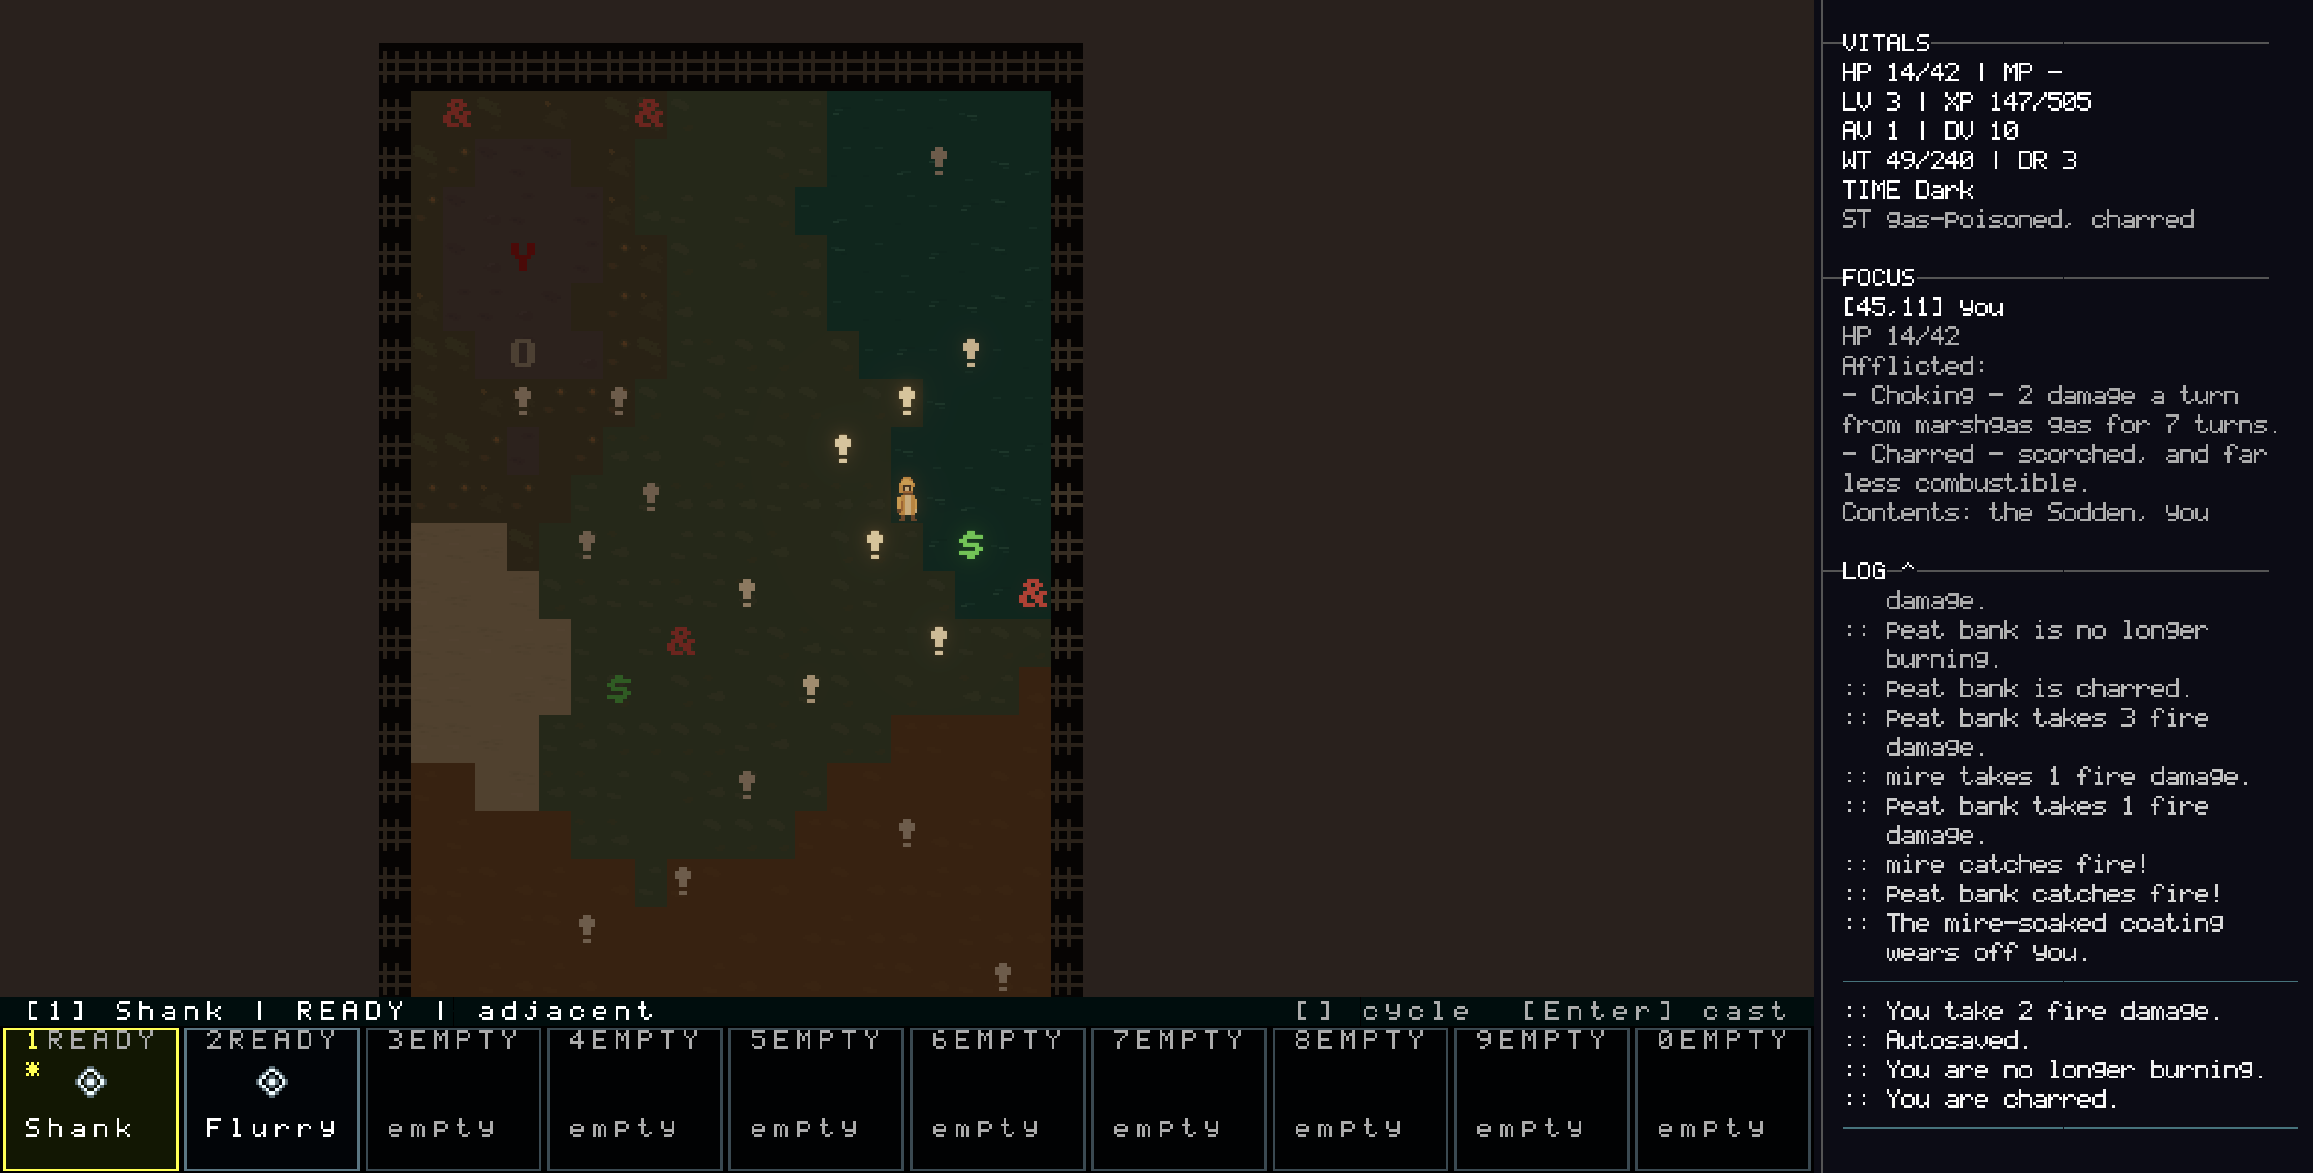 VITALS
HP 14/42 | MP -
LV 3 | XP 147/505
AV 1 | DV 10
WT 49/240 | DR 3
TIME Dark
ST gas-poisoned, charred
FOCUS
[45,11] You
HP 14/42
Afflicted:
- Choking - 2 damage a turn
from marshgas gas for 7 turns.
- Charred - scorched, and far
less combustible.
Contents: the Sodden, You
LOG ^
damage.
:: Peat bank is no longer
burning.
:: Peat bank is charred.
:: Peat bank takes 3 fire
damage.
:: mire takes 1 fire damage.
:: Peat bank takes 1 fire
damage.
:: mire catches fire!
:: Peat bank catches fire!
:: The mire-soaked coating
wears off You.
:: You take 2 fire damage.
:: Autosaved.
:: You are no longer burning.
:: You are charred.
& &
Y
0
$
&
&
$
[1] Shank | READY | adjacent [] cycle [Enter] cast
1READY 2READY 3EMPTY 4EMPTY 5EMPTY 6EMPTY 7EMPTY 8EMPTY 9EMPTY 0EMPTY
*
Shank Flurry empty empty empty empty empty empty empty empty